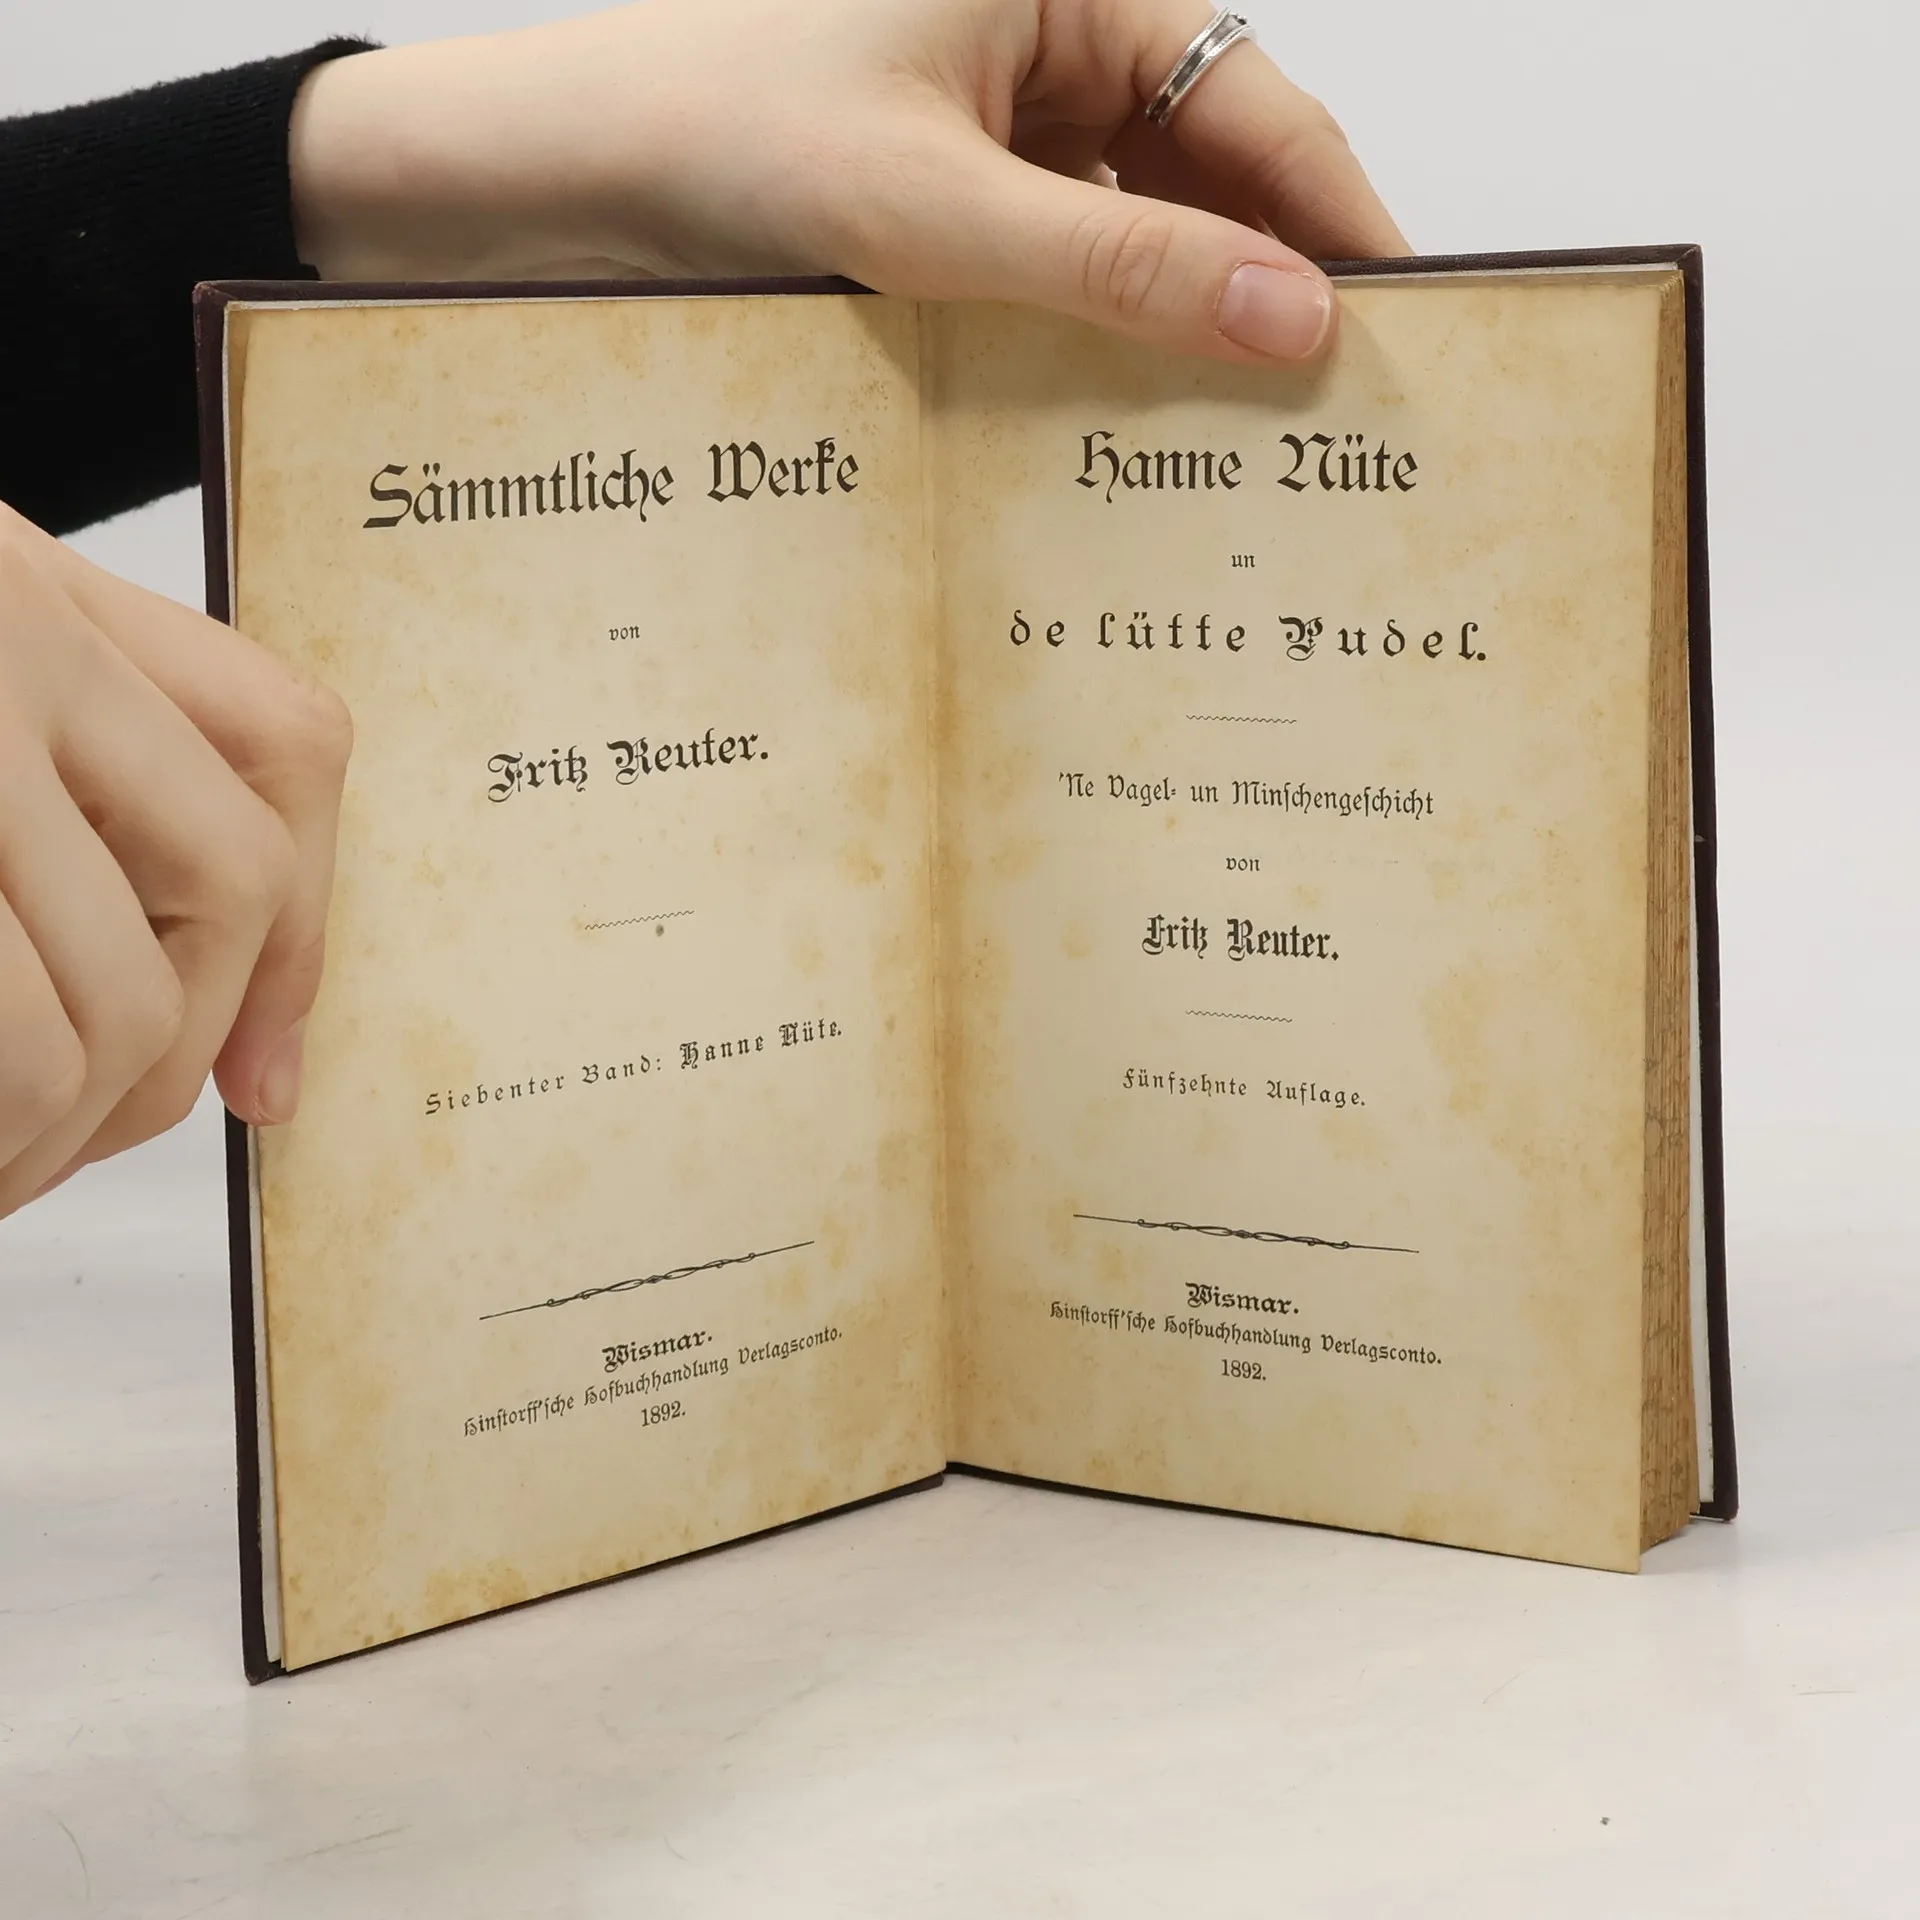 Sämmtliche Werke
von
Fritz Reuter.
Siebenter Band: Hanne Nüte.
Wismar.
Hinstorff'sche Hofbuchhandlung Verlagsconto.
1892.
Hanne Nüte
un
de lütte Pudel.
'Ne Vagel- un Minschengeschicht
von
Fritz Reuter.
Fünfzehnte Auflage.
Wismar.
Hinstorff'sche Hofbuchhandlung Verlagsconto.
1892.